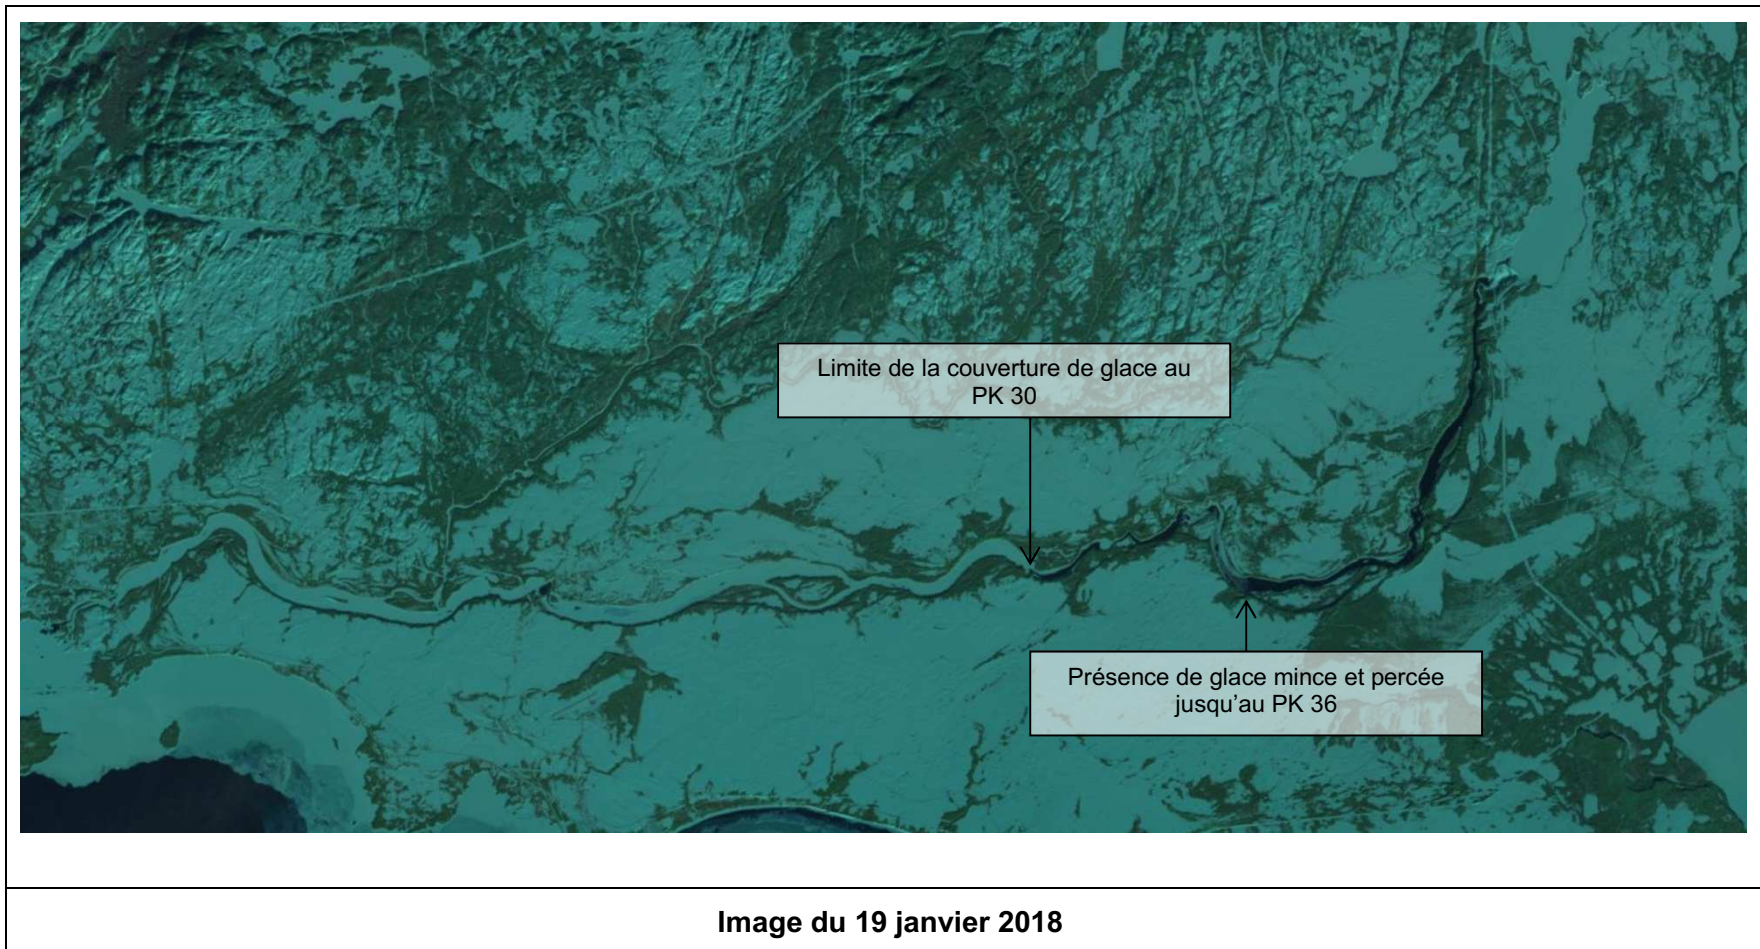 Limite de la couverture de glace au
PK 30
Présence de glace mince et percée
jusqu'au PK 36
Image du 19 janvier 2018